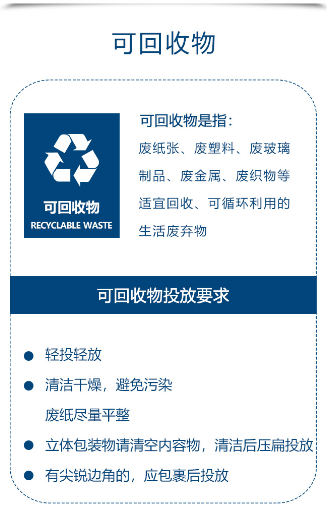 可回收物
可回收物
RECYCLABLE WASTE
可回收物是指：
废纸张、废塑料、废玻璃
制品、废金属、废织物等
适宜回收、可循环利用的
生活废弃物
可回收物投放要求
轻投轻放
清洁干燥，避免污染
废纸尽量平整
立体包装物请清空内容物，清洁后压扁投放
有尖锐边角的，应包裹后投放